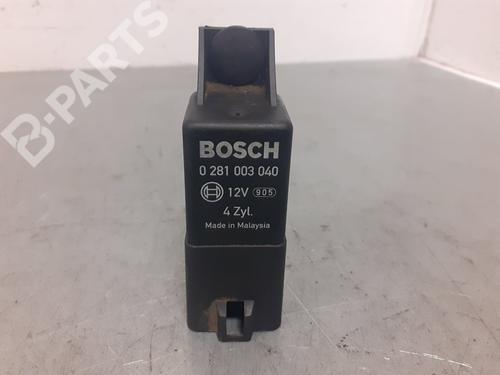 B-PARTS
BOSCH
0 281 003 040
12V 905
4 Zyl.
Made in Malaysia